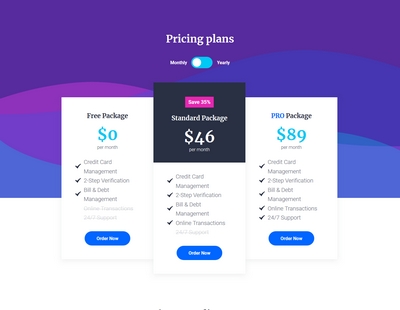 Pricing plans
Monthly
Yearly
Free Package
$0
per month
Credit Card
Management
2-Step Verification
Bill & Debt
Management
Online Transactions
24/7 Support
Order Now
Save 35%
Standard Package
$46
per month
Credit Card
Management
2-Step Verification
Bill & Debt
Management
Online Transactions
24/7 Support
Order Now
PRO Package
$89
per month
Credit Card
Management
2-Step Verification
Bill & Debt
Management
Online Transactions
24/7 Support
Order Now